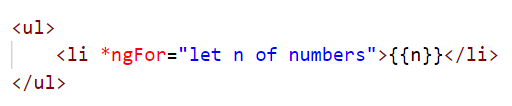 <ul>
<li *ngFor="let n of numbers">{{n}}</li>
</ul>